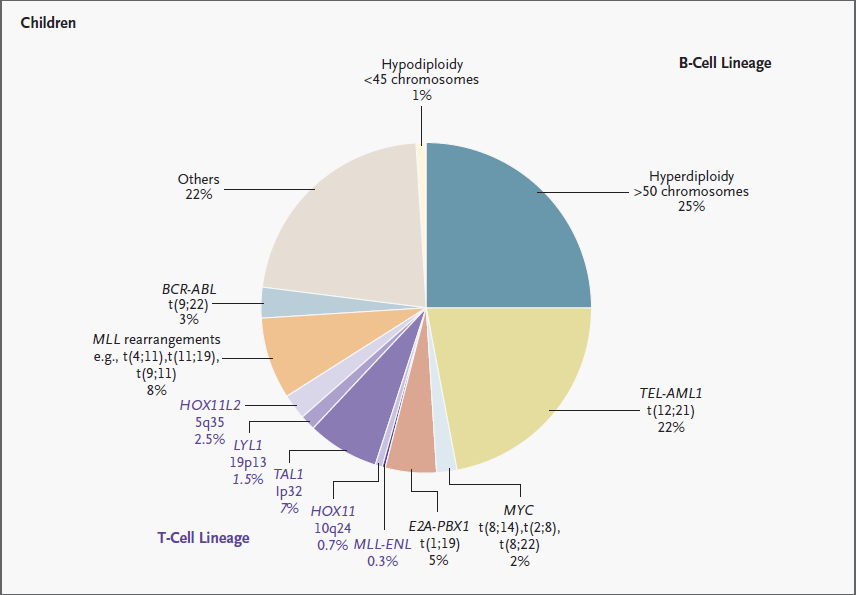 Children
B-Cell Lineage
Hypodiploidy
<45 chromosomes
1%
Hyperdiploidy
>50 chromosomes
25%
TEL-AML1
t(12;21)
22%
MYC
t(8;14),t(2;8),
t(8;22)
2%
E2A-PBX1
t(1;19)
5%
MLL-ENL
0.3%
HOX11
10q24
0.7%
TAL1
lp32
7%
LYL1
19p13
1.5%
HOX11L2
5q35
2.5%
MLL rearrangements
e.g., t(4;11),t(11;19),
t(9;11)
8%
BCR-ABL
t(9;22)
3%
Others
22%
T-Cell Lineage